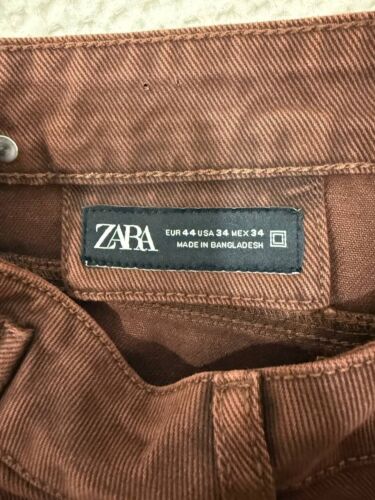 ZARA
EUR 44 USA 34 MEX 34
MADE IN BANGLADESH